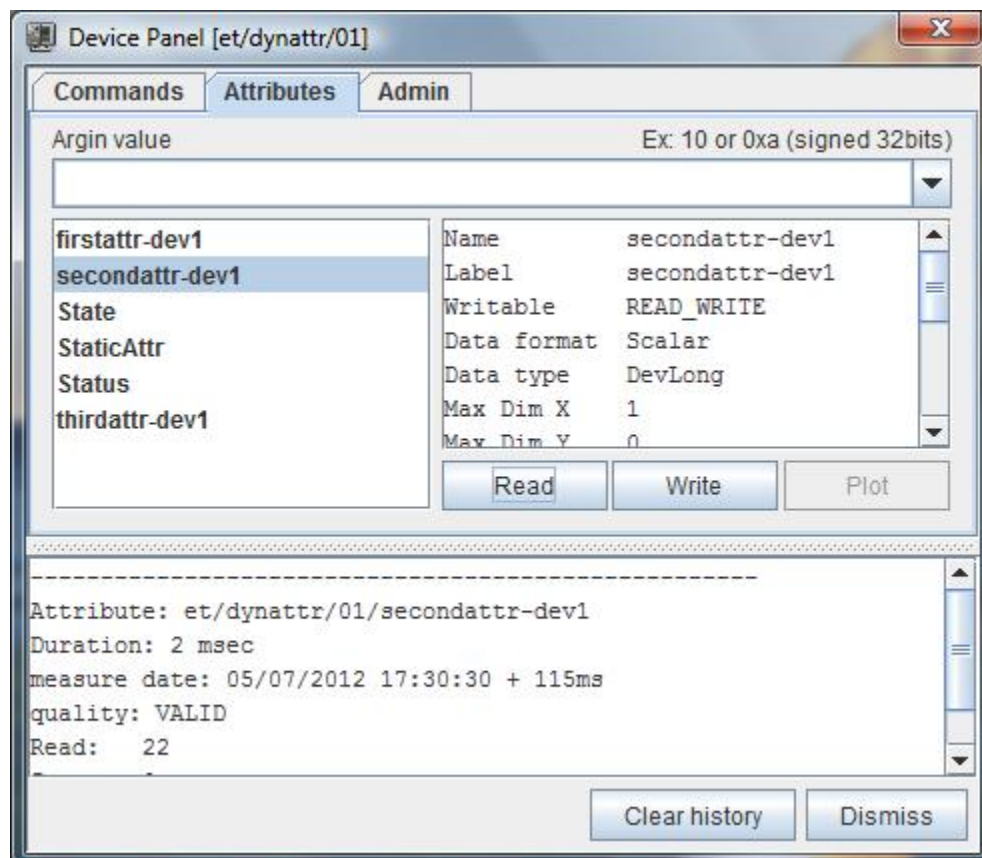 Device Panel [et/dynattr/01]
Commands Attributes Admin
Argin value Ex: 10 or 0xa (signed 32bits)
firstattr-dev1
secondattr-dev1
State
StaticAttr
Status
thirdattr-dev1
Name secondattr-dev1
Label secondattr-dev1
Writable READ_WRITE
Data format Scalar
Data type DevLong
Max Dim X 1
Max Dim Y 0
Read Write Plot
------------------------------------------------------
Attribute: et/dynattr/01/secondattr-dev1
Duration: 2 msec
measure date: 05/07/2012 17:30:30 + 115ms
quality: VALID
Read: 22
Clear history Dismiss